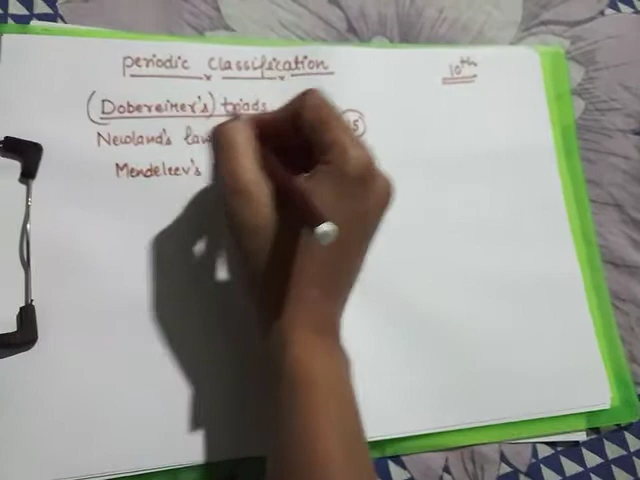 periodic Classification
10th
(Dobereiner's) triads
Newland's law
Mendeleev's